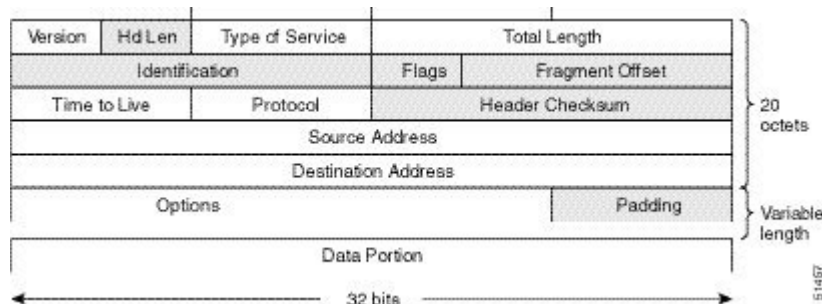 Version Hd Len Type of Service Total Length
Identification Flags Fragment Offset
Time to Live Protocol Header Checksum
20
octets
Source Address
Destination Address
Options Padding
Variable
length
Data Portion
32 bits
51457